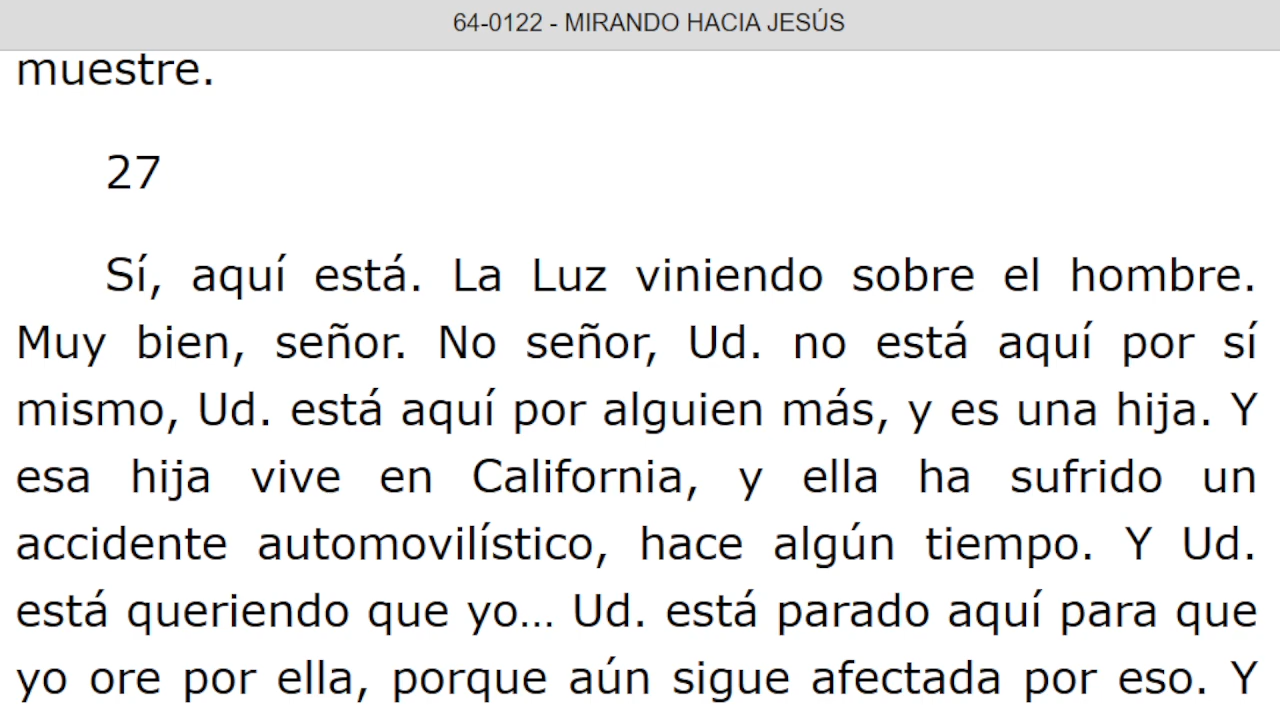 64-0122 - MIRANDO HACIA JESÚS
muestre.
27
Sí, aquí está. La Luz viniendo sobre el hombre.
Muy bien, señor. No señor, Ud. no está aquí por sí
mismo, Ud. está aquí por alguien más, y es una hija. Y
esa hija vive en California, y ella ha sufrido un
accidente automovilístico, hace algún tiempo. Y Ud.
está queriendo que yo... Ud. está parado aquí para que
yo ore por ella, porque aún sigue afectada por eso. Y